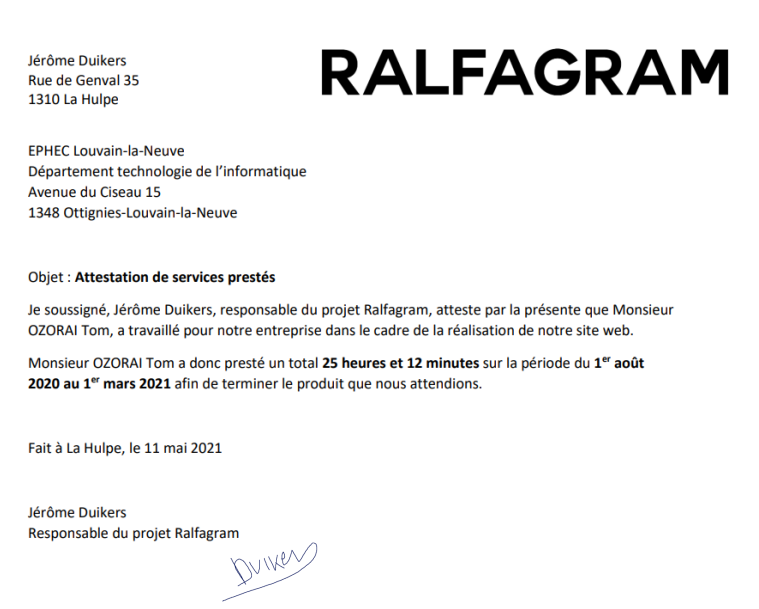 Jérôme Duikers
Rue de Genval 35
1310 La Hulpe
RALFAGRAM
EPHEC Louvain-la-Neuve
Département technologie de l’informatique
Avenue du Ciseau 15
1348 Ottignies-Louvain-la-Neuve
Objet : Attestation de services prestés
Je soussigné, Jérôme Duikers, responsable du projet Ralfagram, atteste par la présente que Monsieur
OZORAI Tom, a travaillé pour notre entreprise dans le cadre de la réalisation de notre site web.
Monsieur OZORAI Tom a donc presté un total 25 heures et 12 minutes sur la période du 1er août
2020 au 1er mars 2021 afin de terminer le produit que nous attendions.
Fait à La Hulpe, le 11 mai 2021
Jérôme Duikers
Responsable du projet Ralfagram
Duiker